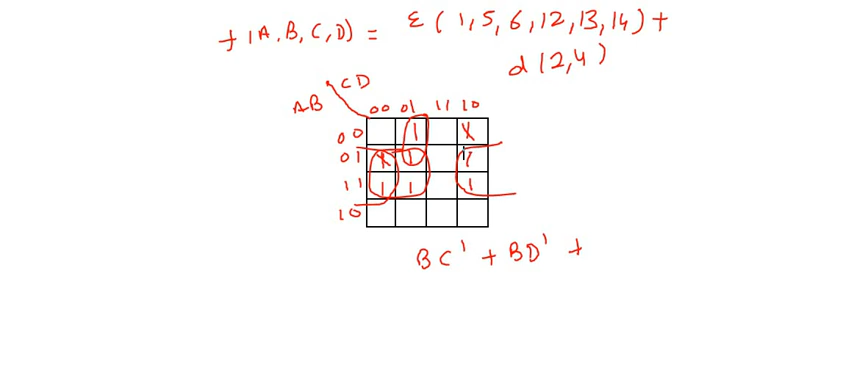 f(A,B,C,D) = Σ(1,5,6,12,13,14) +
d(2,4)
CD
AB
00 01 11 10
00 1 X
01 X 1 1
11 1 1 1
10
BC' + BD' +